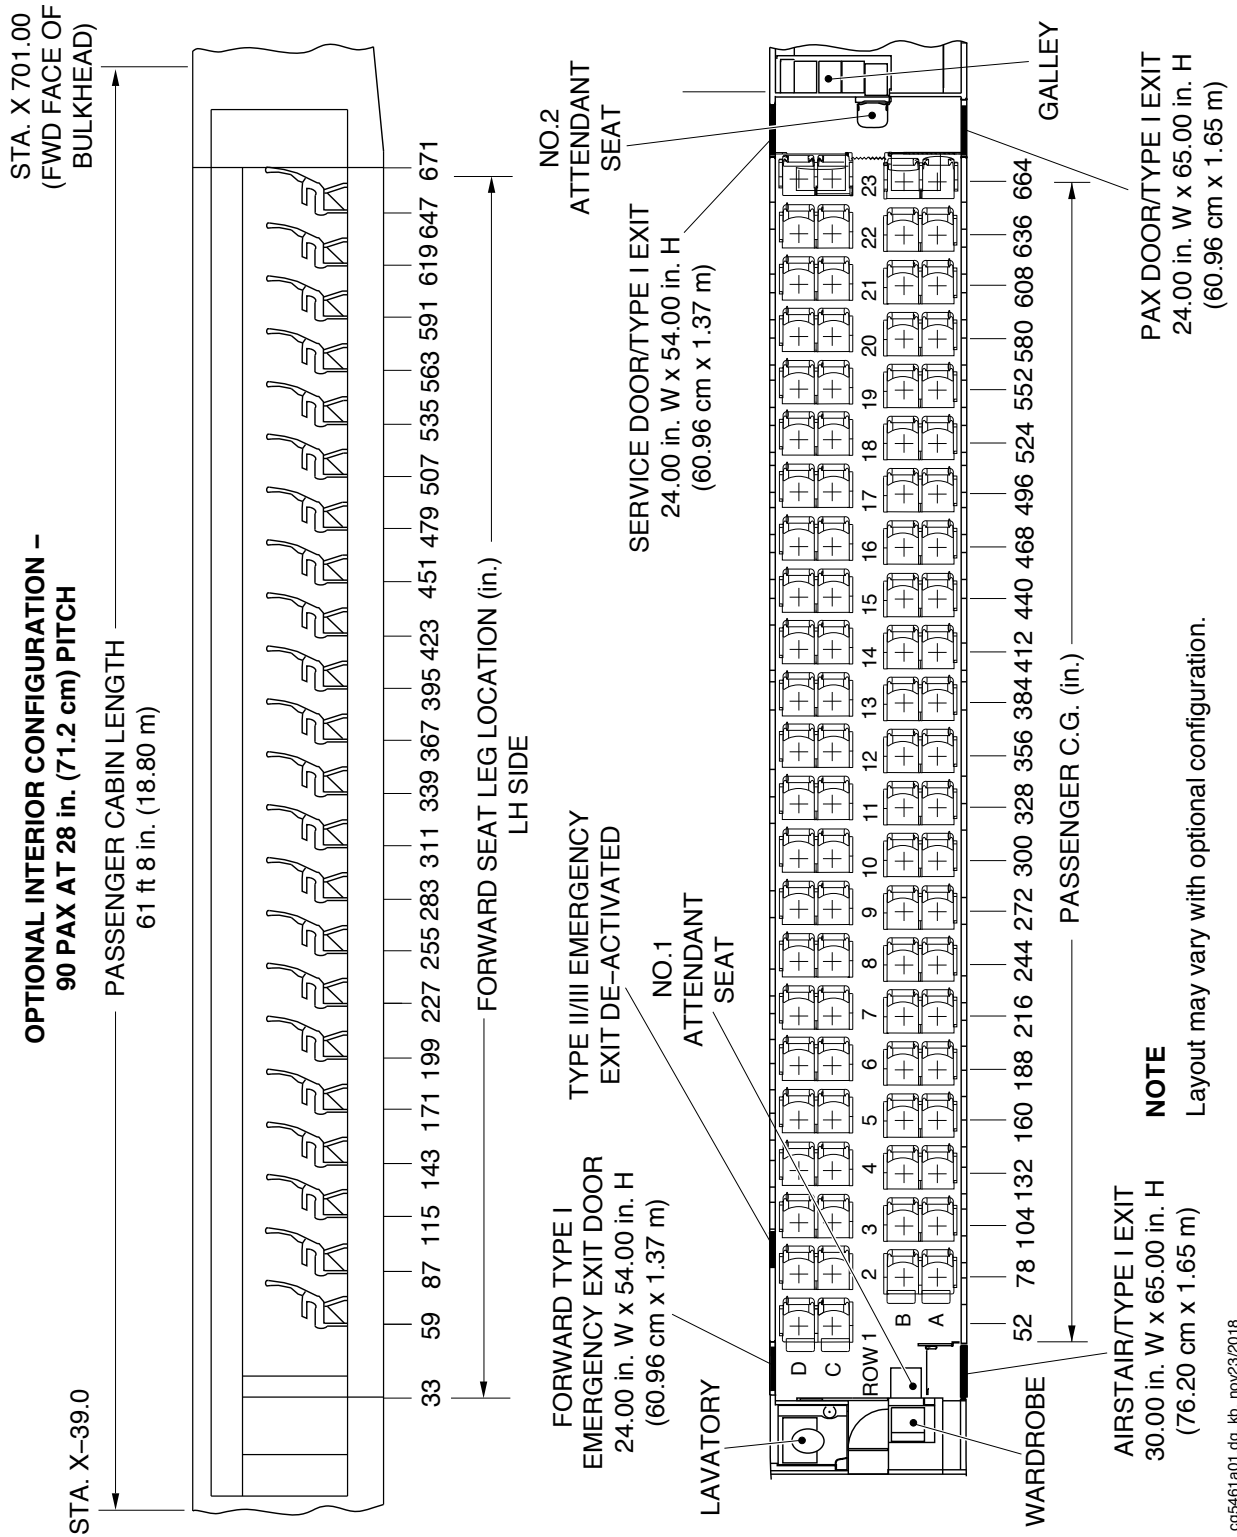 OPTIONAL INTERIOR CONFIGURATION –
90 PAX AT 28 in. (71.2 cm) PITCH
STA. X–39.0
PASSENGER CABIN LENGTH
61 ft 8 in. (18.80 m)
STA. X 701.00
(FWD FACE OF
BULKHEAD)
33 59 87 115 143 171 199 227 255 283 311 339 367 395 423 451 479 507 535 563 591 619 647 671
FORWARD SEAT LEG LOCATION (in.)
LH SIDE
FORWARD TYPE I
EMERGENCY EXIT DOOR
24.00 in. W x 54.00 in. H
(60.96 cm x 1.37 m)
TYPE II/III EMERGENCY
EXIT DE–ACTIVATED
NO.1
ATTENDANT
SEAT
SERVICE DOOR/TYPE I EXIT
24.00 in. W x 54.00 in. H
(60.96 cm x 1.37 m)
NO.2
ATTENDANT
SEAT
LAVATORY
D
C
ROW 1 2 3 4 5 6 7 8 9 10 11 12 13 14 15 16 17 18 19 20 21 22 23
B
A
WARDROBE
GALLEY
52 78 104 132 160 188 216 244 272 300 328 356 384 412 440 468 496 524 552 580 608 636 664
PASSENGER C.G. (in.)
AIRSTAIR/TYPE I EXIT
30.00 in. W x 65.00 in. H
(76.20 cm x 1.65 m)
PAX DOOR/TYPE I EXIT
24.00 in. W x 65.00 in. H
(60.96 cm x 1.65 m)
NOTE
Layout may vary with optional configuration.
cg5461a01.dg, kh, nov23/2018